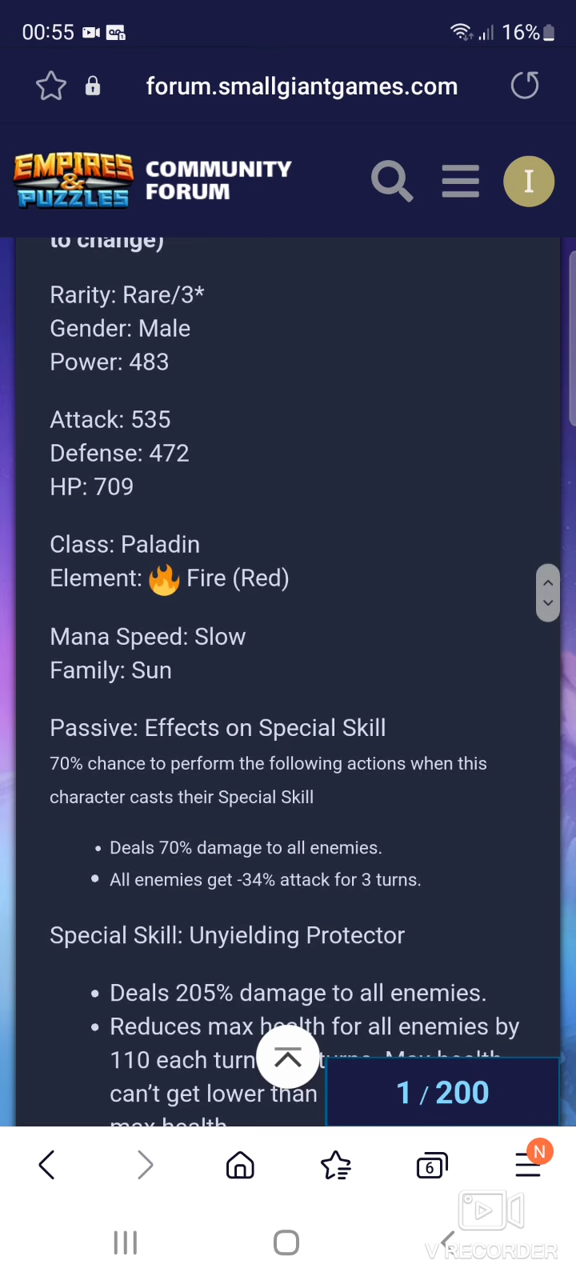 00:55
16%
forum.smallgiantgames.com
EMPIRES & PUZZLES
COMMUNITY FORUM
I
to change)
Rarity: Rare/3*
Gender: Male
Power: 483
Attack: 535
Defense: 472
HP: 709
Class: Paladin
Element: 🔥 Fire (Red)
Mana Speed: Slow
Family: Sun
Passive: Effects on Special Skill
70% chance to perform the following actions when this
character casts their Special Skill
• Deals 70% damage to all enemies.
• All enemies get -34% attack for 3 turns.
Special Skill: Unyielding Protector
• Deals 205% damage to all enemies.
• Reduces max health for all enemies by
110 each turn turns. Max health
can’t get lower than
max health.
1 / 200
6
N
V RECORDER